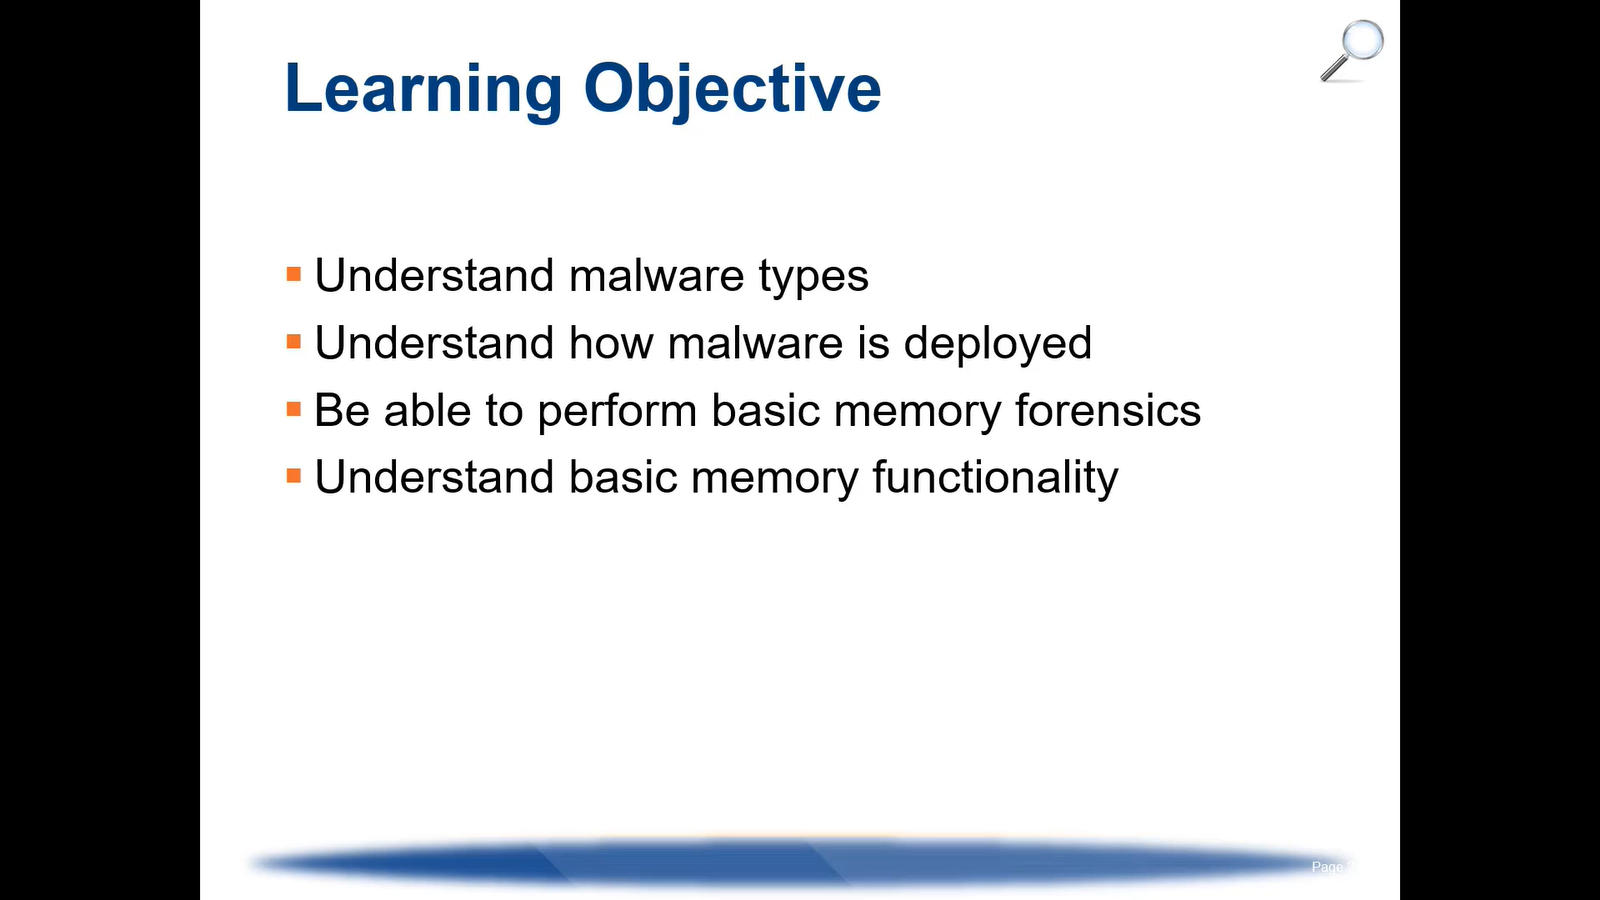 Learning Objective
Understand malware types
Understand how malware is deployed
Be able to perform basic memory forensics
Understand basic memory functionality
Page